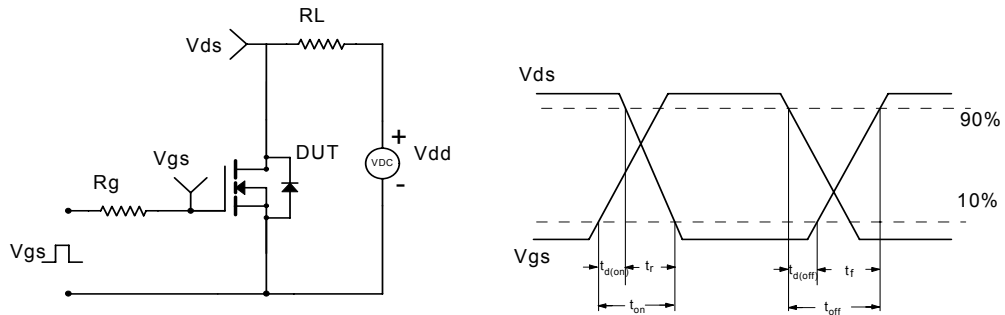 RL
Vds
Vgs
DUT
Rg
+
VDC
Vdd
-
Vgs
Vds
90%
10%
Vgs
td(on)
tr
td(off)
tf
ton
toff